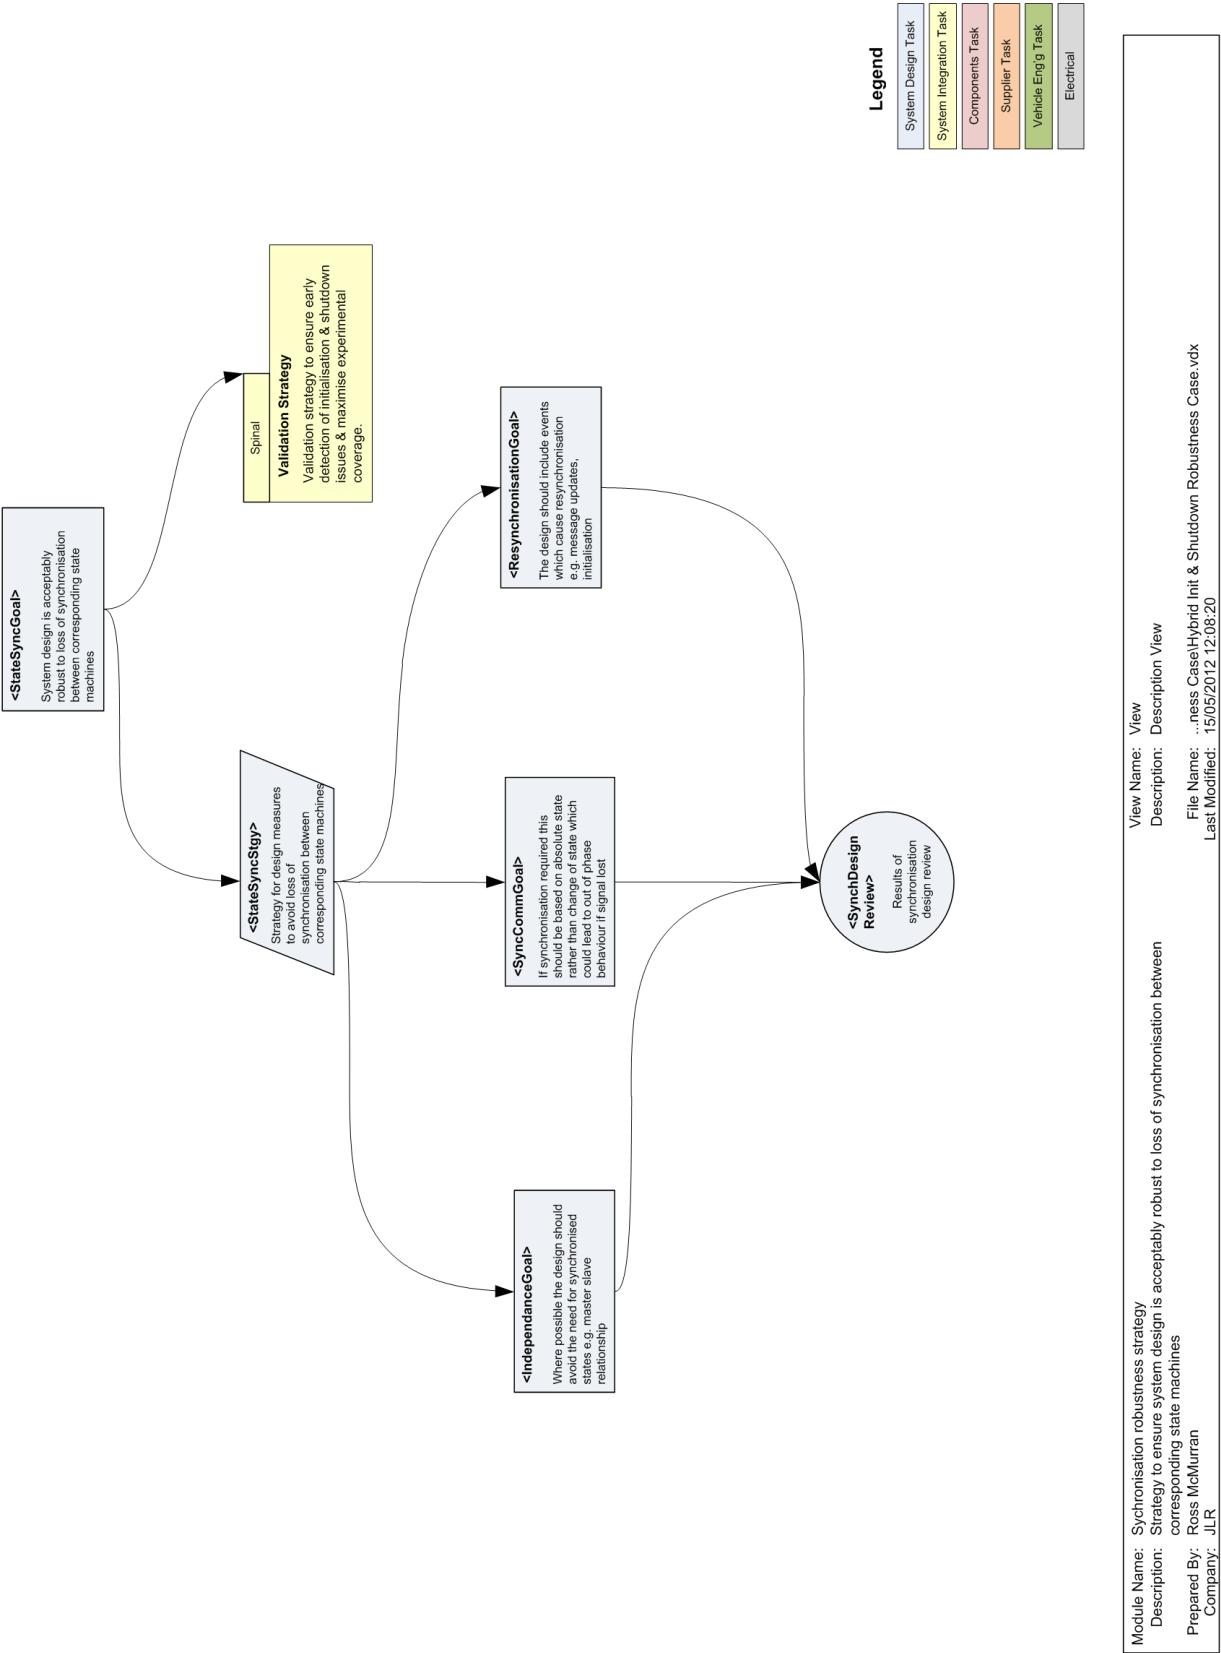 <StateSyncGoal>
System design is acceptably
robust to loss of synchronisation
between corresponding state
machines
<StateSyncStgy>
Strategy for design measures
to avoid loss of
synchronisation between
corresponding state machines
Spinal
Validation Strategy
Validation strategy to ensure early
detection of initialisation & shutdown
issues & maximise experimental
coverage.
<IndependanceGoal>
Where possible the design should
avoid the need for synchronised
states e.g. master slave
relationship
<SyncCommGoal>
If synchronisation required this
should be based on absolute state
rather than change of state which
could lead to out of phase
behaviour if signal lost
<ResynchronisationGoal>
The design should include events
which cause resynchronisation
e.g. message updates,
initialisation
<SynchDesign
Review>
Results of
synchronisation
design review
Legend
System Design Task
System Integration Task
Components Task
Supplier Task
Vehicle Eng'g Task
Electrical
Module Name: Sychronisation robustness strategy
Description: Strategy to ensure system design is acceptably robust to loss of synchronisation between
corresponding state machines
Prepared By: Ross McMurran
Company: JLR
View Name: View
Description: Description View
File Name: ...ness Case\Hybrid Init & Shutdown Robustness Case.vdx
Last Modified: 15/05/2012 12:08:20